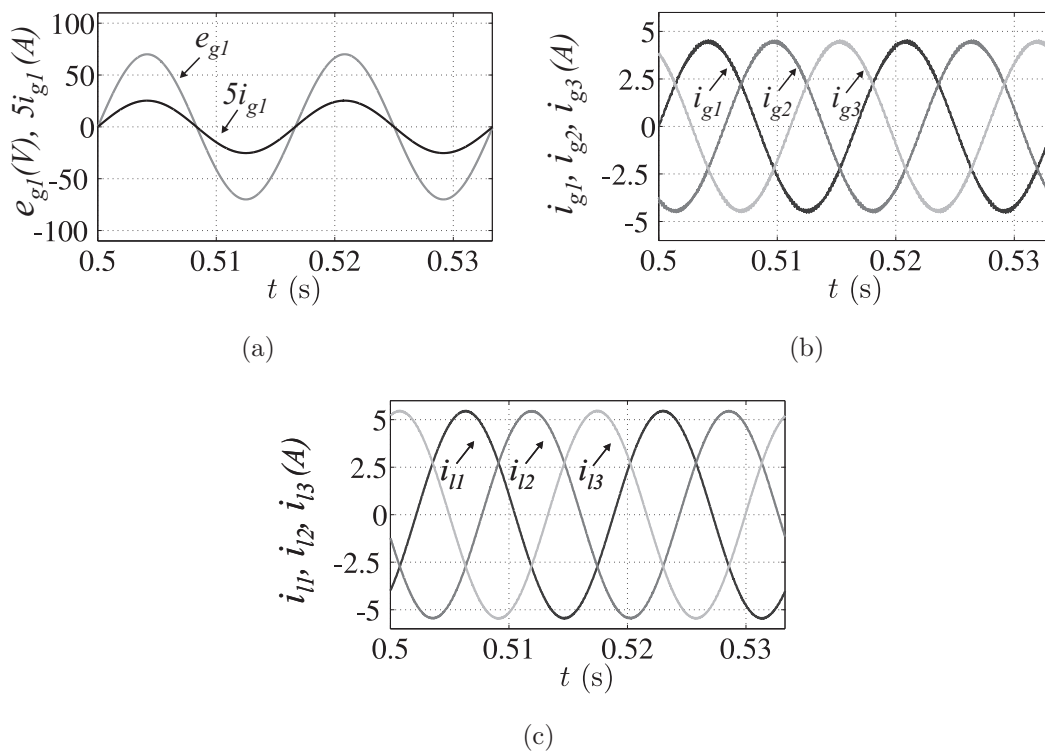 e_g1(V), 5i_g1(A)
100
50
0
-50
-100
e_g1
5i_g1
0.5 0.51 0.52 0.53
t (s)
(a)
i_g1, i_g2, i_g3(A)
5
2.5
0
-2.5
-5
i_g1 i_g2 i_g3
0.5 0.51 0.52 0.53
t (s)
(b)
i_l1, i_l2, i_l3(A)
5
2.5
0
-2.5
-5
i_l1 i_l2 i_l3
0.5 0.51 0.52 0.53
t (s)
(c)